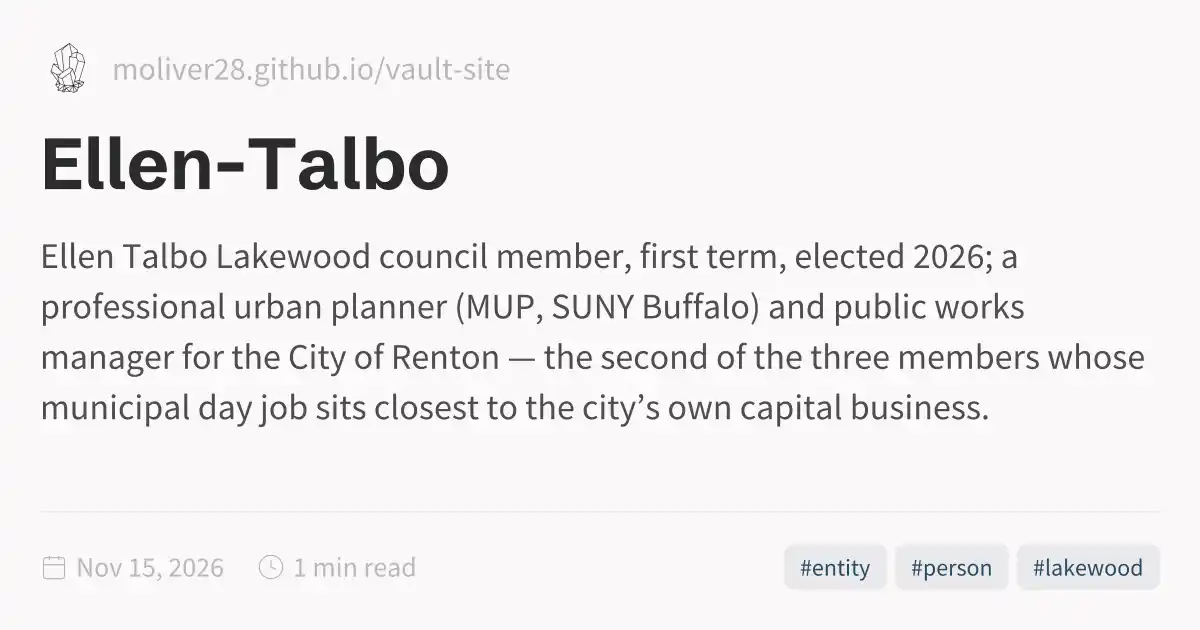 moliver28.github.io/vault-site
Ellen-Talbo
Ellen Talbo Lakewood council member, first term, elected 2026; a
professional urban planner (MUP, SUNY Buffalo) and public works
manager for the City of Renton — the second of the three members whose
municipal day job sits closest to the city’s own capital business.
Nov 15, 2026 1 min read #entity #person #lakewood